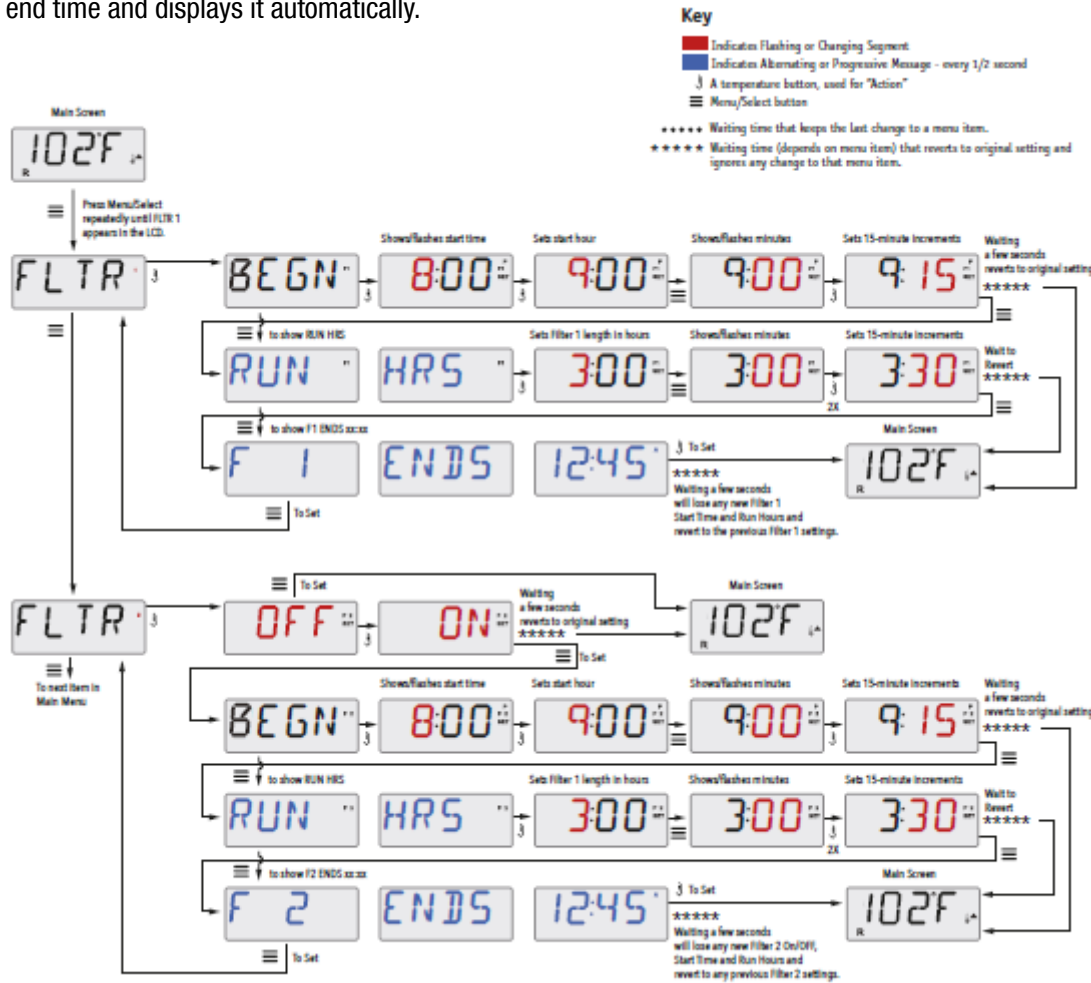 end time and displays it automatically.
Key
Indicates Flashing or Changing Segment
Indicates Alternating or Progressive Message - every 1/2 second
A temperature button, used for "Action"
Menu/Select button
***** Waiting time that keeps the last change to a menu item.
***** Waiting time (depends on menu item) that reverts to original setting and
ignores any change to that menu item.
Main Screen
102°F
R
Press Menu/Select
repeatedly until FLTR 1
appears in the LCD.
Shows/flashes start time
Sets start hour
Shows/flashes minutes
Sets 15-minute increments
Waiting
a few seconds
reverts to original setting
*****
FLTR
BEGN
8:00
9:00
9:00
9:15
to show RUN HRS
Sets Filter 1 length in hours
Shows/flashes minutes
Sets 15-minute increments
Wait to
Revert
*****
RUN
HRS
3:00
3:00
3:30
2X
to show F1 ENDS xx:xx
Main Screen
F 1
ENDS
12:45
To Set
*****
Waiting a few seconds
will lose any new Filter 1
Start Time and Run Hours and
revert to the previous Filter 1 settings.
102°F
R
To Set
To Set
Waiting
a few seconds
reverts to original setting
*****
Main Screen
FLTR
OFF
ON
102°F
R
To Set
To next item in
Main Menu
Shows/flashes start time
Sets start hour
Shows/flashes minutes
Sets 15-minute increments
Waiting
a few seconds
reverts to original setting
*****
BEGN
8:00
9:00
9:00
9:15
to show RUN HRS
Sets Filter 1 length in hours
Shows/flashes minutes
Sets 15-minute increments
Wait to
Revert
*****
RUN
HRS
3:00
3:00
3:30
2X
to show F2 ENDS xx:xx
Main Screen
F 2
ENDS
12:45
To Set
*****
Waiting a few seconds
will lose any new Filter 2 On/OFF,
Start Time and Run Hours and
revert to any previous Filter 2 settings.
102°F
R
To Set